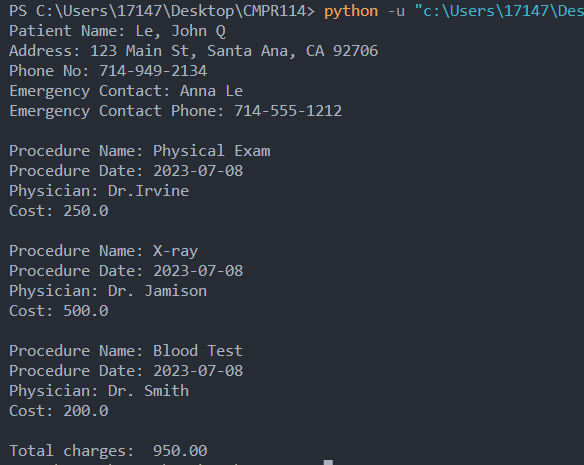 PS C:\Users\17147\Desktop\CMPR114> python -u "c:\Users\17147\Des
Patient Name: Le, John Q
Address: 123 Main St, Santa Ana, CA 92706
Phone No: 714-949-2134
Emergency Contact: Anna Le
Emergency Contact Phone: 714-555-1212

Procedure Name: Physical Exam
Procedure Date: 2023-07-08
Physician: Dr.Irvine
Cost: 250.0

Procedure Name: X-ray
Procedure Date: 2023-07-08
Physician: Dr. Jamison
Cost: 500.0

Procedure Name: Blood Test
Procedure Date: 2023-07-08
Physician: Dr. Smith
Cost: 200.0

Total charges:  950.00